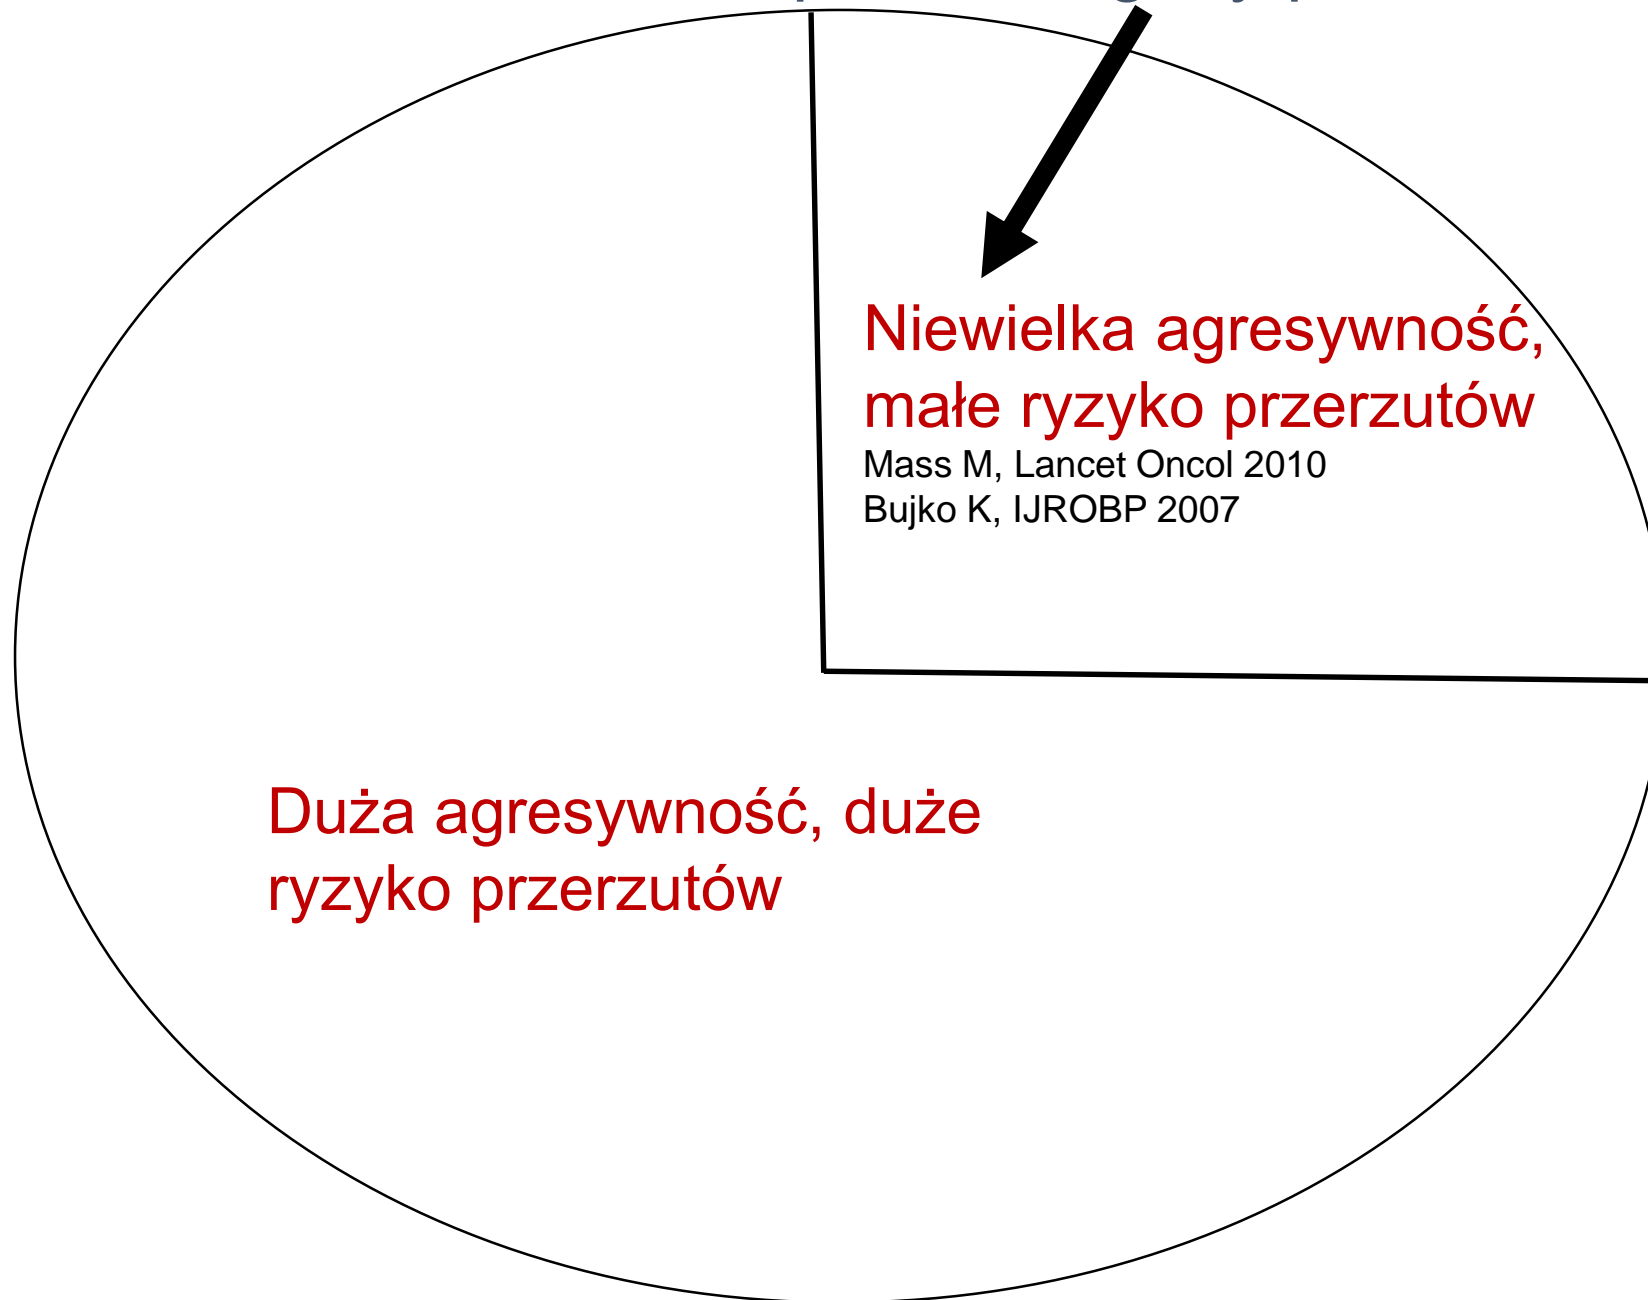 Niewielka agresywność,
małe ryzyko przerzutów
Mass M, Lancet Oncol 2010
Bujko K, IJROBP 2007
Duża agresywność, duże
ryzyko przerzutów